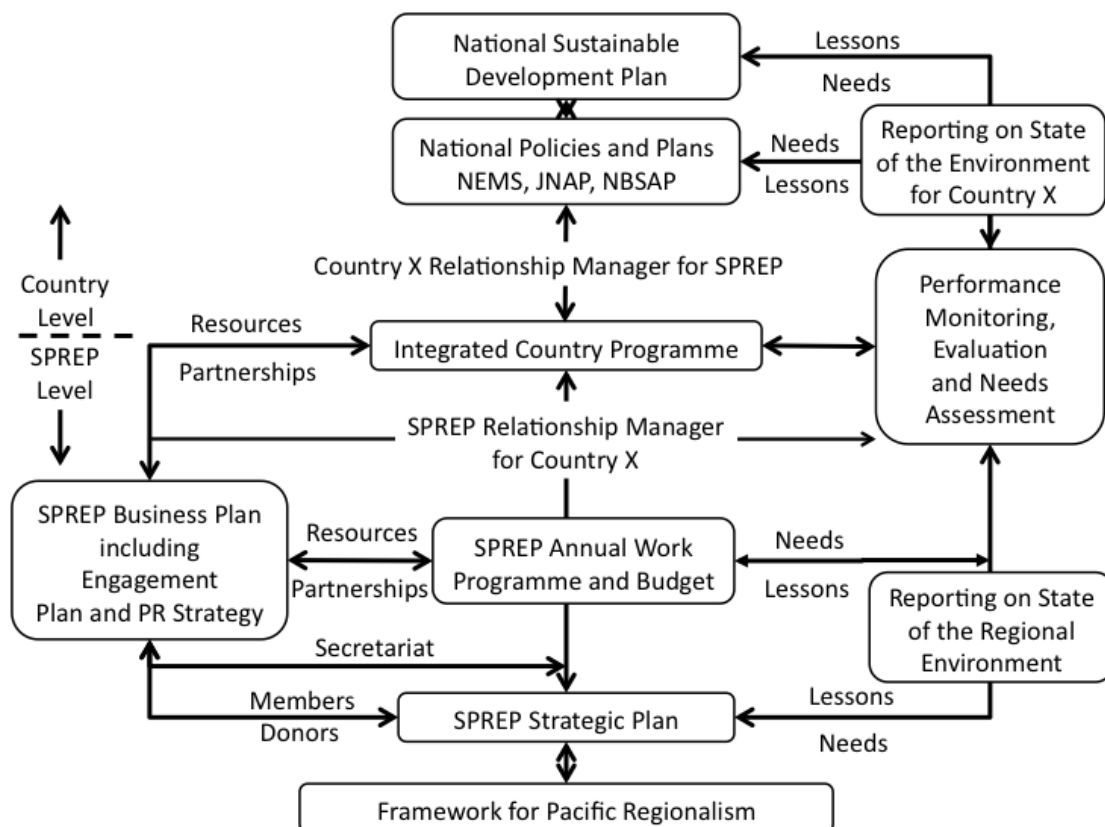 National Sustainable
Development Plan
Lessons
Needs
National Policies and Plans
NEMS, JNAP, NBSAP
Needs
Lessons
Reporting on State
of the Environment
for Country X
Country X Relationship Manager for SPREP
Country
Level
SPREP
Level
Resources
Partnerships
Integrated Country Programme
Performance
Monitoring,
Evaluation
and Needs
Assessment
SPREP Relationship Manager
for Country X
SPREP Business Plan
including
Engagement
Plan and PR Strategy
Resources
Partnerships
SPREP Annual Work
Programme and Budget
Needs
Lessons
Reporting on State
of the Regional
Environment
Secretariat
Members
Donors
SPREP Strategic Plan
Lessons
Needs
Framework for Pacific Regionalism